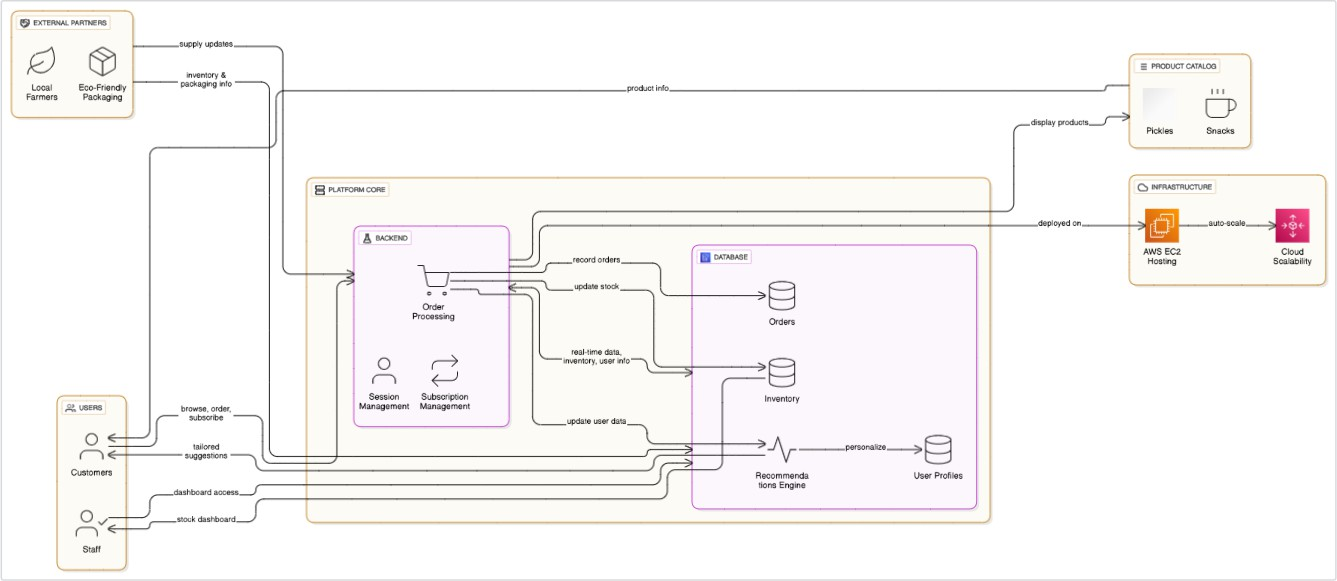 EXTERNAL PARTNERS
Local
Farmers
Eco-Friendly
Packaging
supply updates
inventory &
packaging info
product info
display products
PRODUCT CATALOG
Pickles
Snacks
PLATFORM CORE
INFRASTRUCTURE
AWS EC2
Hosting
auto-scale
Cloud
Scalability
deployed on
BACKEND
Order
Processing
Session
Management
Subscription
Management
record orders
update stock
real-time data,
inventory, user info
update user data
DATABASE
Orders
Inventory
Recommenda
tions Engine
personalize
User Profiles
USERS
Customers
Staff
browse, order,
subscribe
tailored
suggestions
dashboard access
stock dashboard